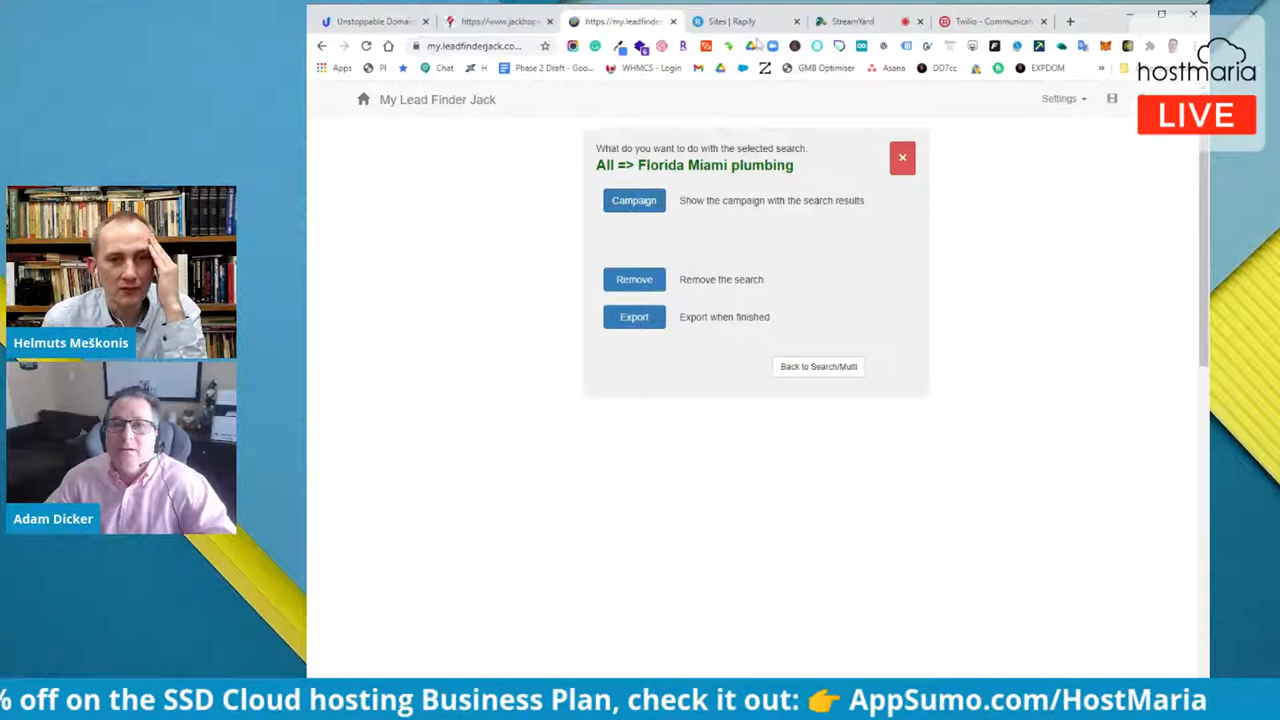 Unstoppable Doma
https://www.jackhop
https://my.leadfinder
Sites | Rapify
StreamYard
Twilio - Communicat
my.leadfinderjack.co...
Apps
PI
Chat
H
Phase 2 Draft - Goo...
WHMCS - Login
GMB Optimiser
Asana
DO7cc
EXPDOM
»
hostmaria
LIVE
My Lead Finder Jack
Settings
What do you want to do with the selected search.
All => Florida Miami plumbing
Campaign Show the campaign with the search results
Remove Remove the search
Export Export when finished
Back to Search/Multi
Helmuts Meškonis
Adam Dicker
% off on the SSD Cloud hosting Business Plan, check it out: 👉 AppSumo.com/HostMaria